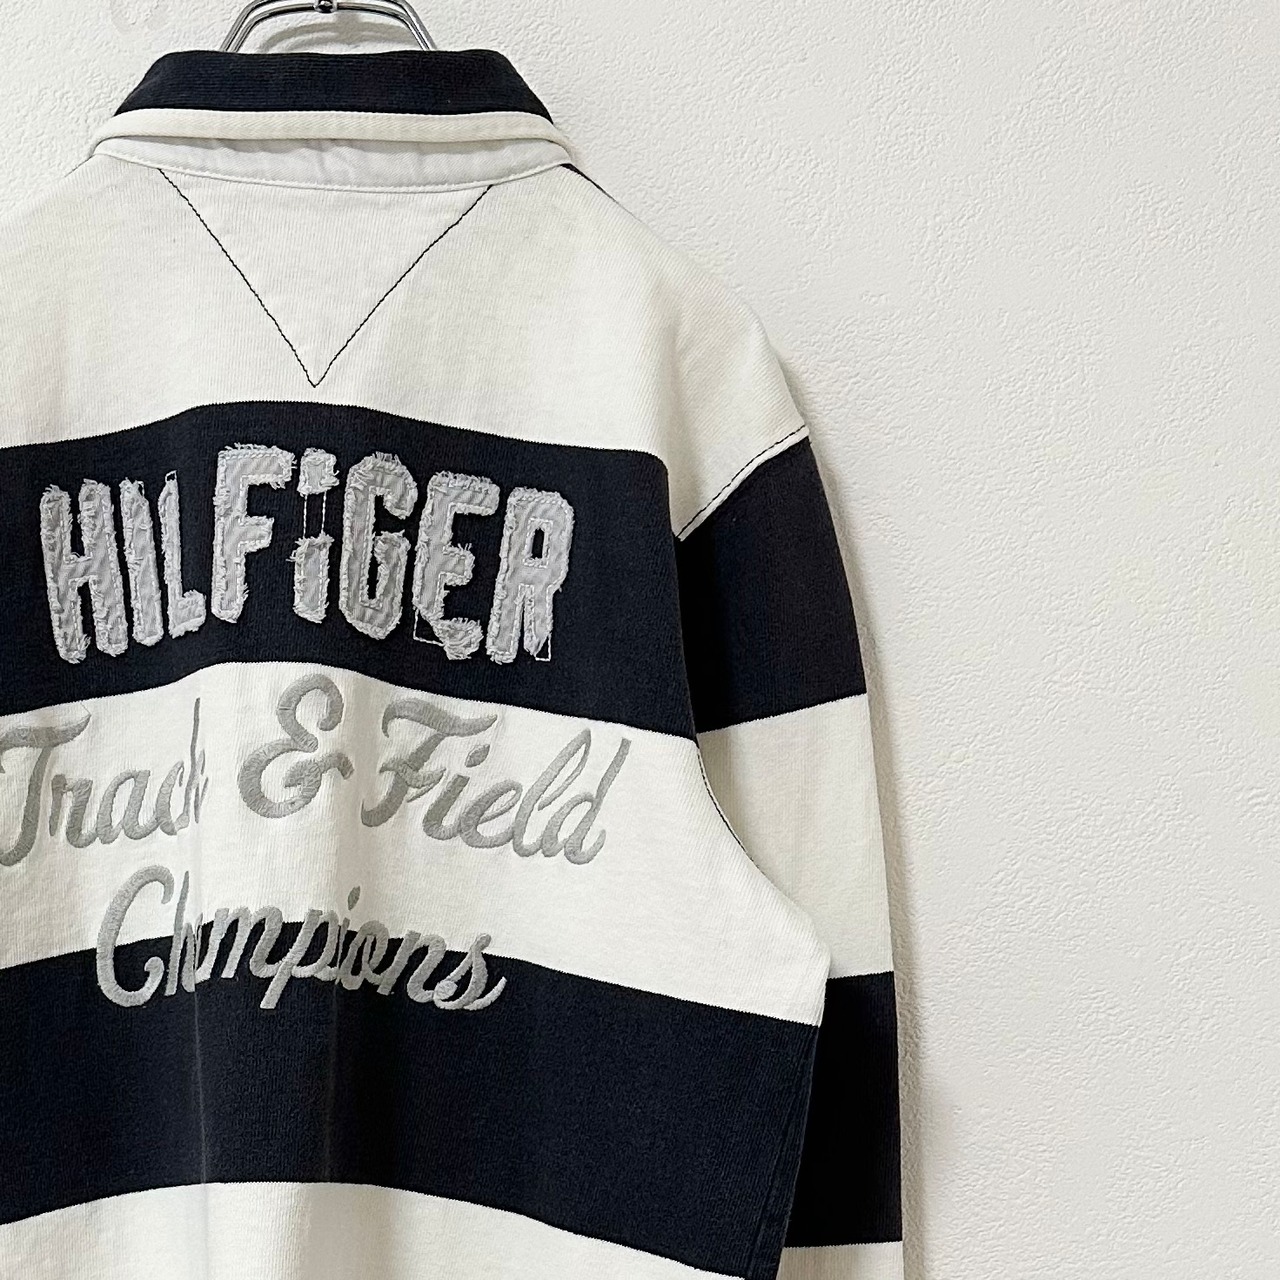 HILFiGER
Track & Field
Champions